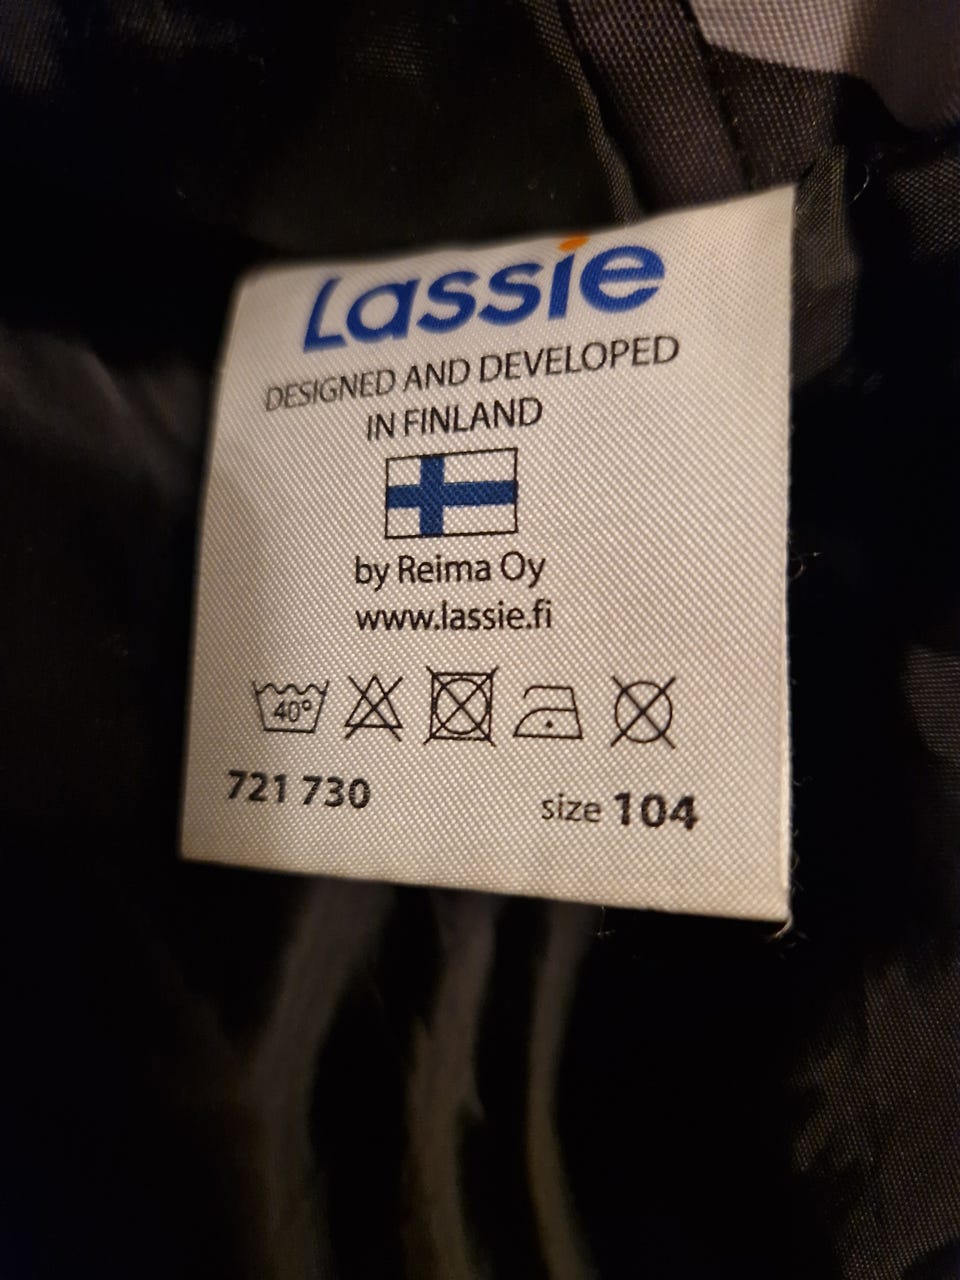 Lassie
DESIGNED AND DEVELOPED
IN FINLAND
by Reima Oy
www.lassie.fi
40°
721 730
size 104